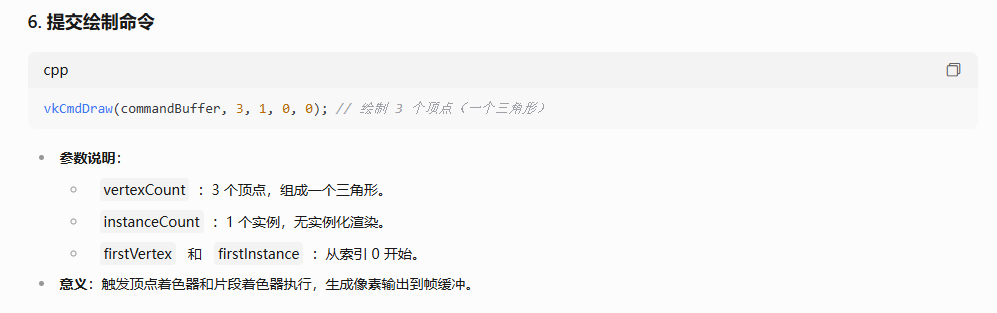 6. 提交绘制命令
cpp
vkCmdDraw(commandBuffer, 3, 1, 0, 0); // 绘制 3 个顶点（一个三角形）
参数说明：
vertexCount ：3 个顶点，组成一个三角形。
instanceCount ：1 个实例，无实例化渲染。
firstVertex 和 firstInstance ：从索引 0 开始。
意义：触发顶点着色器和片段着色器执行，生成像素输出到帧缓冲。